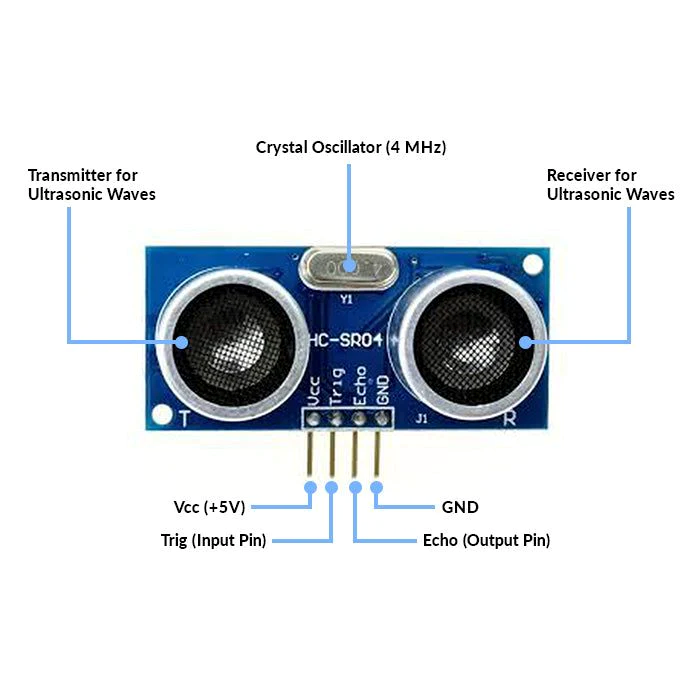 Crystal Oscillator (4 MHz)
Transmitter for
Ultrasonic Waves
Receiver for
Ultrasonic Waves
Y1
HC-SR04
Vcc
Trig
Echo
GND
T
J1
R
Vcc (+5V)
GND
Trig (Input Pin)
Echo (Output Pin)